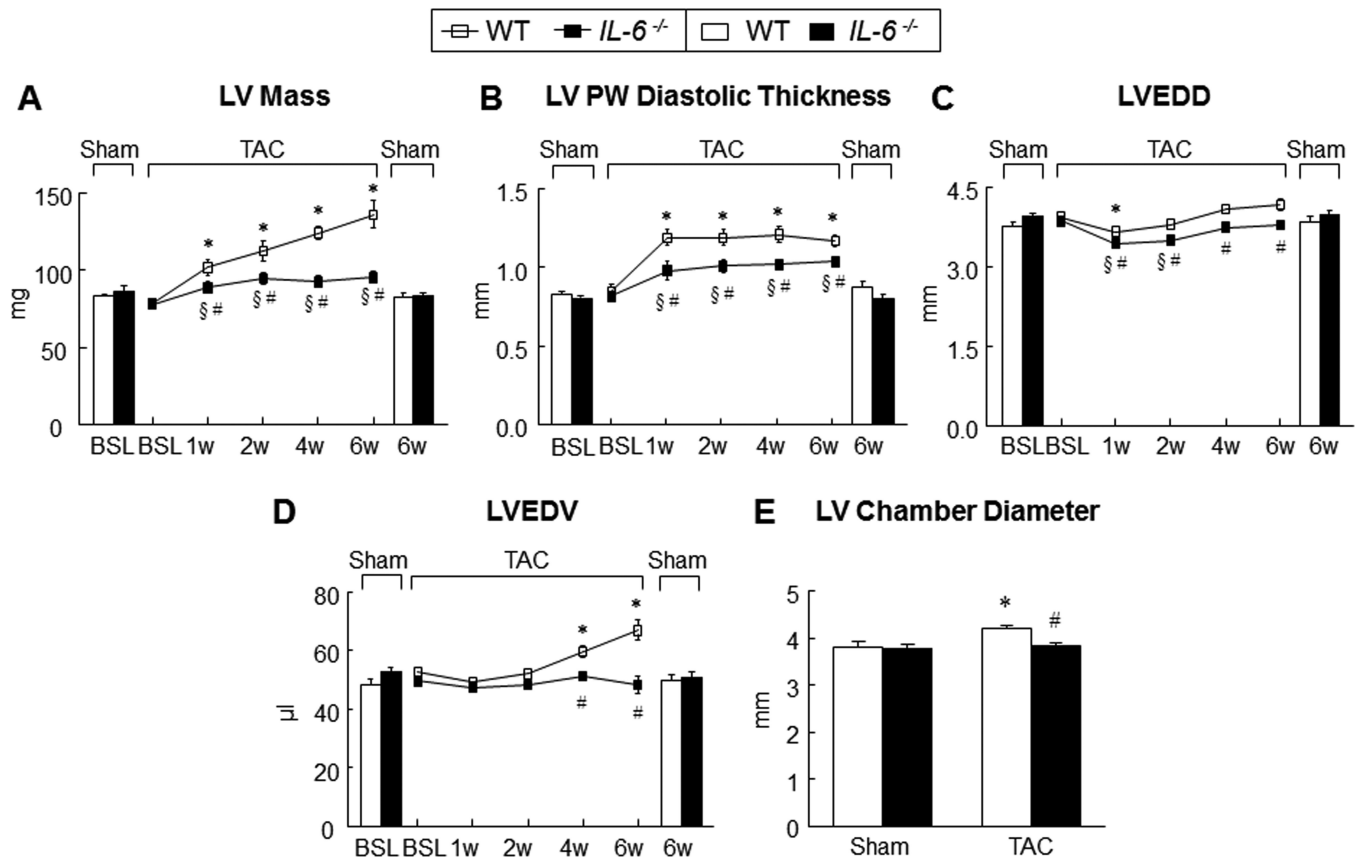 WT IL-6 -/- WT IL-6 -/-
A LV Mass
Sham TAC Sham
150
100
50
0
mg
* * * *
§ # § # § # § #
BSL BSL 1w 2w 4w 6w 6w
B LV PW Diastolic Thickness
Sham TAC Sham
1.5
1.0
0.5
0.0
mm
* * * *
§ # § # § # § #
BSL BSL 1w 2w 4w 6w 6w
C LVEDD
Sham TAC Sham
4.5
3.0
1.5
0.0
mm
*
§ # § # # #
BSL BSL 1w 2w 4w 6w 6w
D LVEDV
Sham TAC Sham
80
60
40
20
0
µl
* *
# #
BSL BSL 1w 2w 4w 6w 6w
E LV Chamber Diameter
5
4
3
2
1
0
mm
* #
Sham TAC